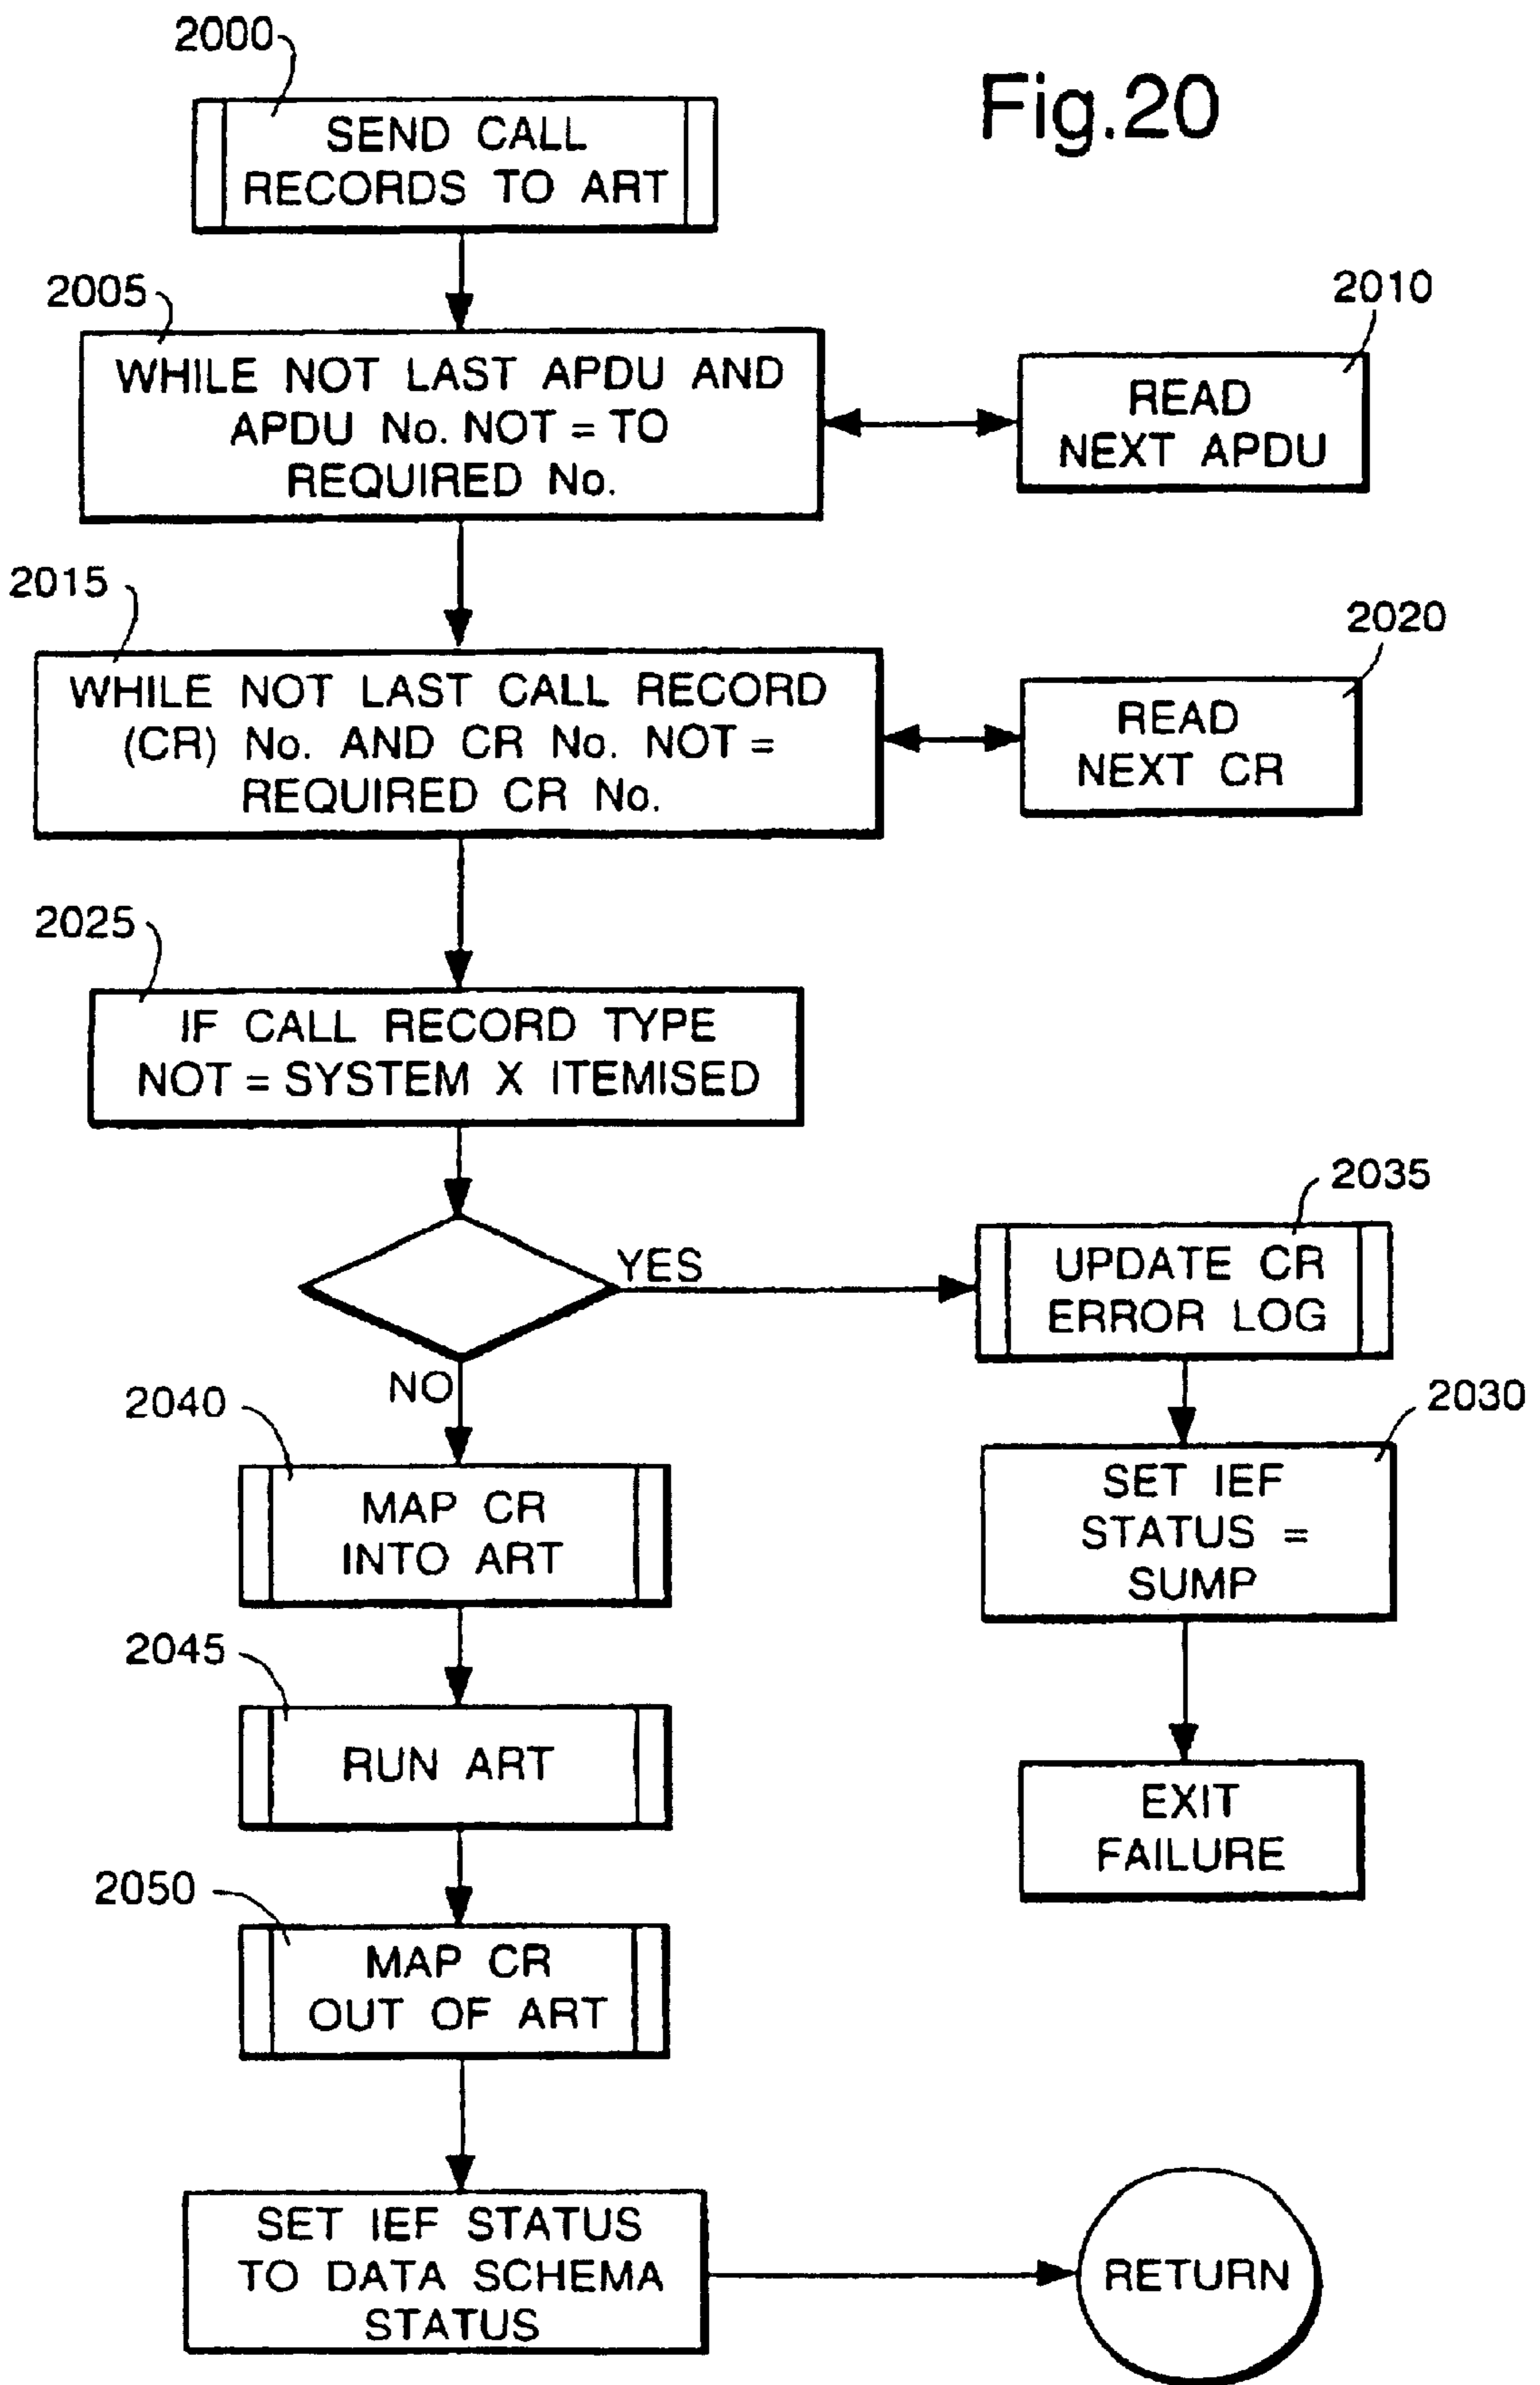 2000
Fig.20
SEND CALL
RECORDS TO ART
2005
WHILE NOT LAST APDU AND
APDU No. NOT = TO
REQUIRED No.
2010
READ
NEXT APDU
2015
WHILE NOT LAST CALL RECORD
(CR) No. AND CR No. NOT =
REQUIRED CR No.
2020
READ
NEXT CR
2025
IF CALL RECORD TYPE
NOT = SYSTEM X ITEMISED
YES
2035
UPDATE CR
ERROR LOG
NO
2030
SET IEF
STATUS =
SUMP
EXIT
FAILURE
2040
MAP CR
INTO ART
2045
RUN ART
2050
MAP CR
OUT OF ART
SET IEF STATUS
TO DATA SCHEMA
STATUS
RETURN